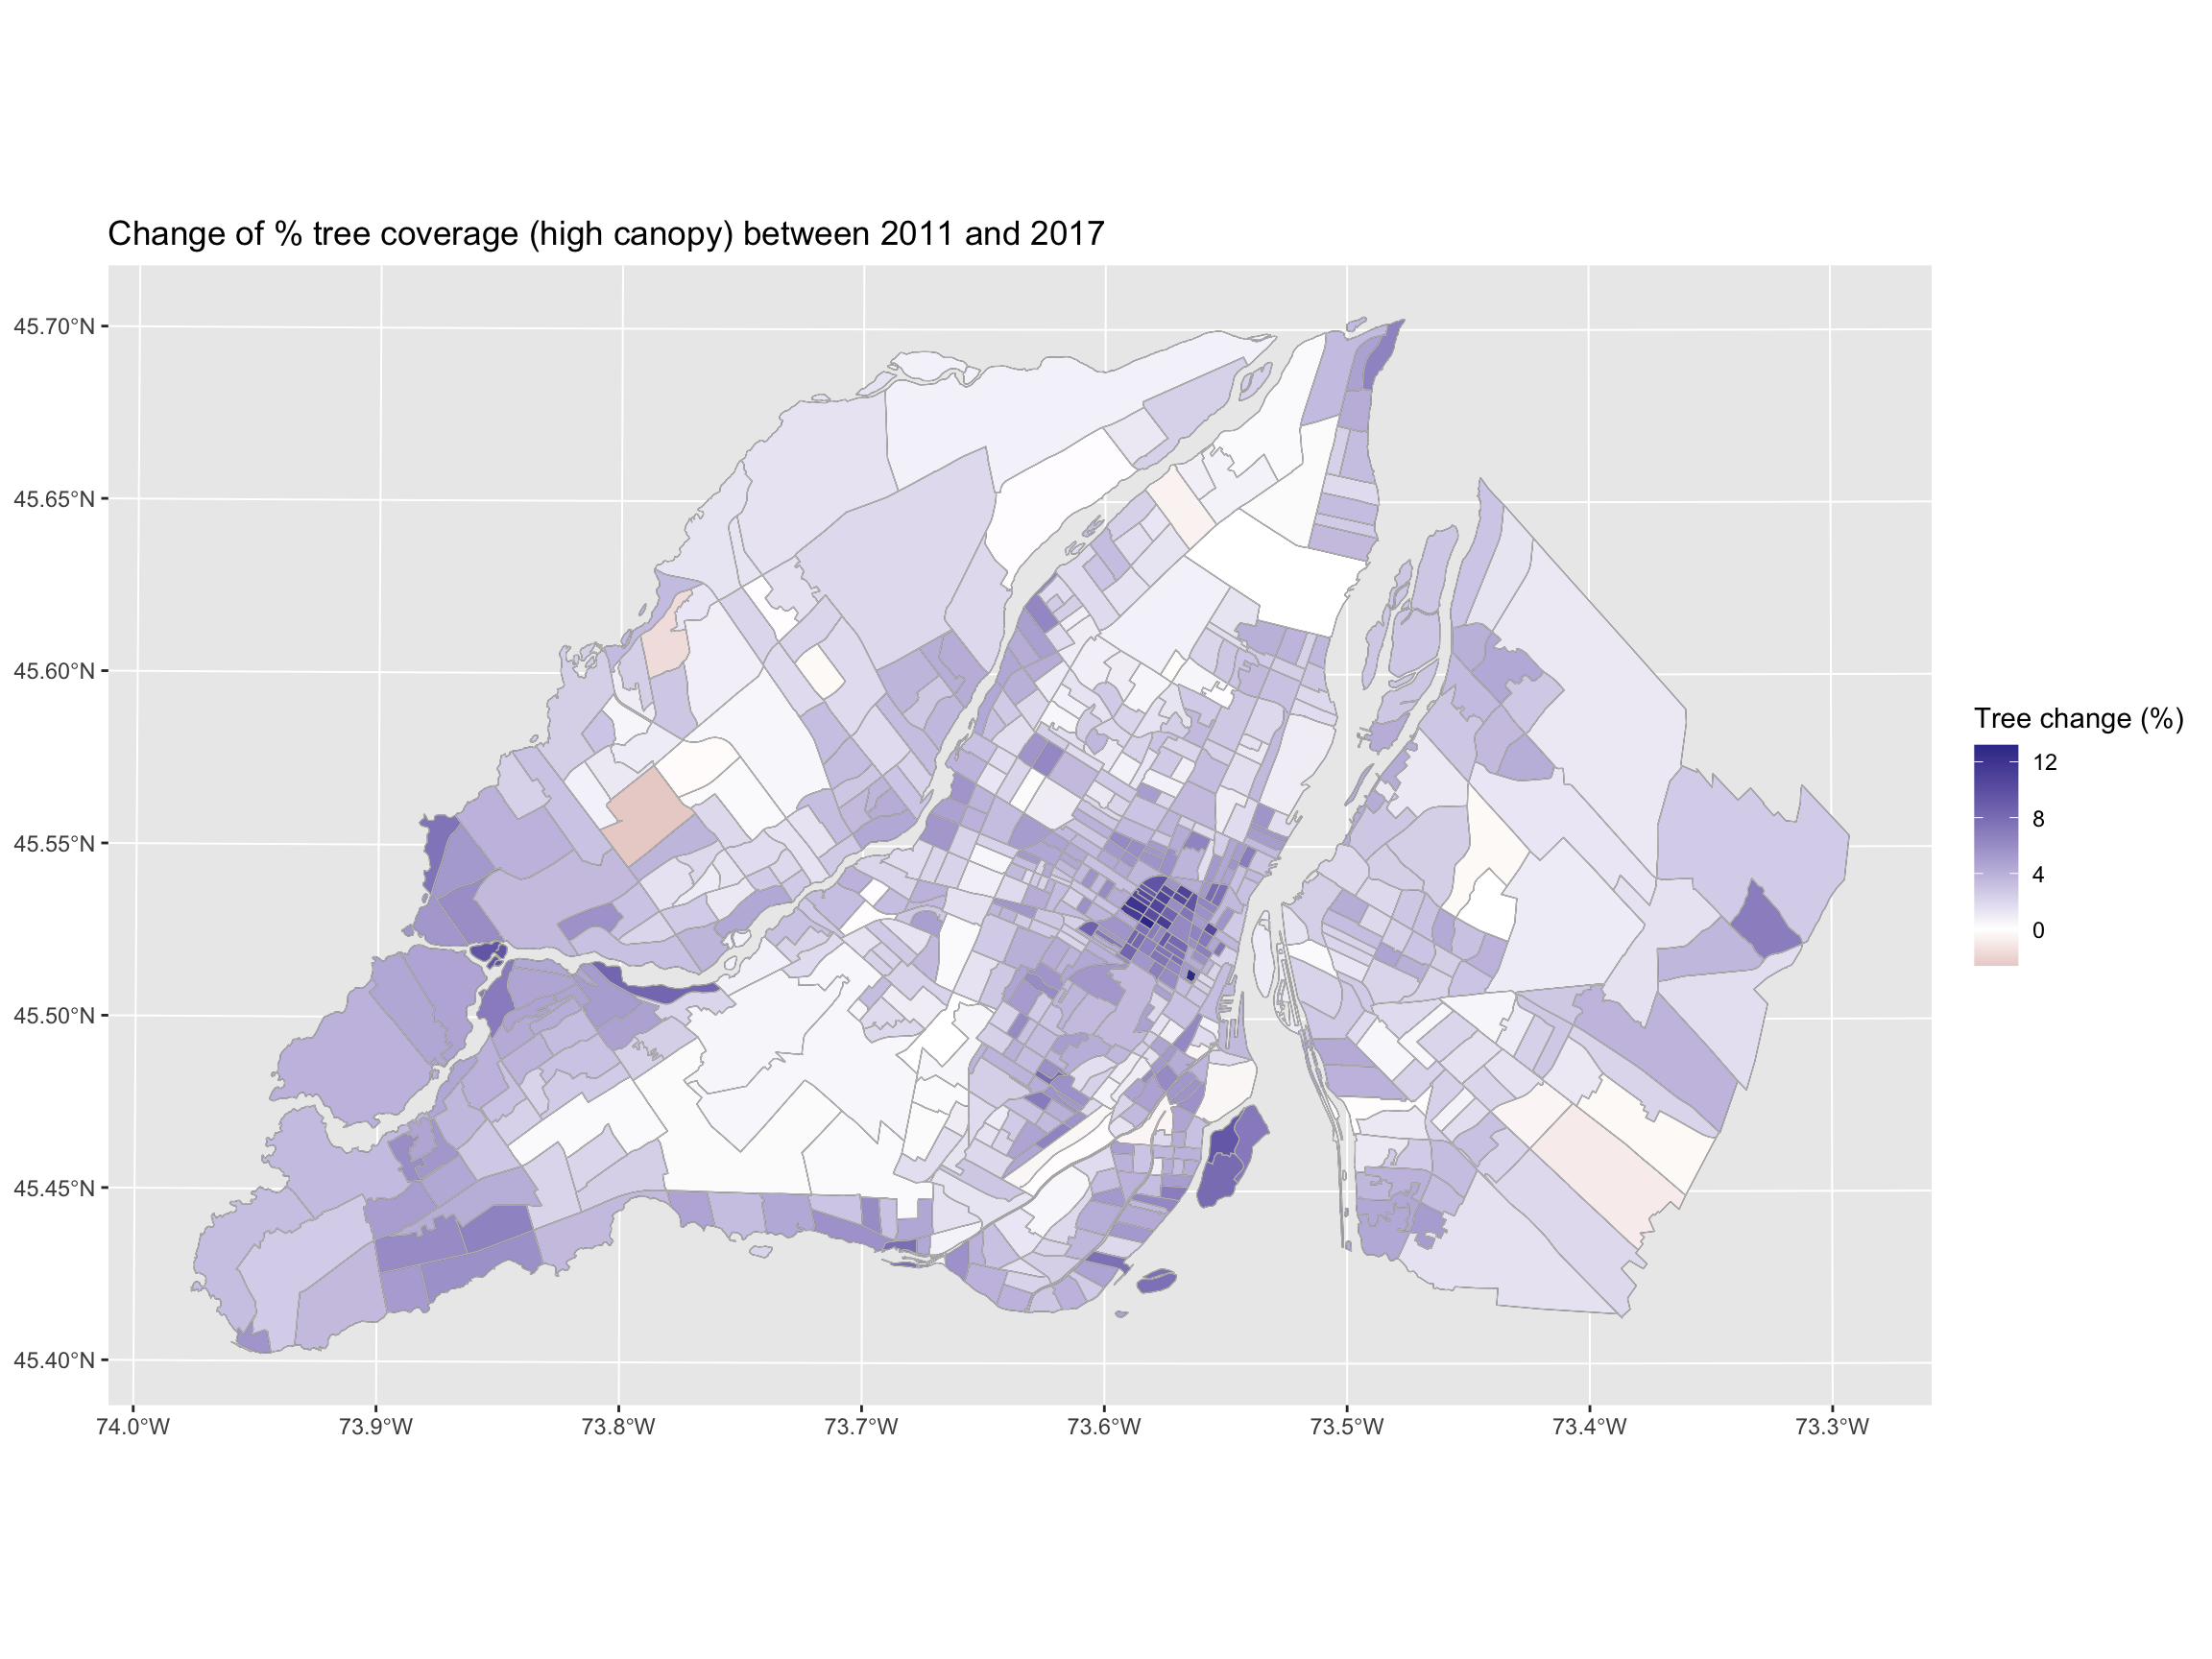 Change of % tree coverage (high canopy) between 2011 and 2017
45.70°N
45.65°N
45.60°N
45.55°N
45.50°N
45.45°N
45.40°N
74.0°W 73.9°W 73.8°W 73.7°W 73.6°W 73.5°W 73.4°W 73.3°W
Tree change (%)
12
8
4
0